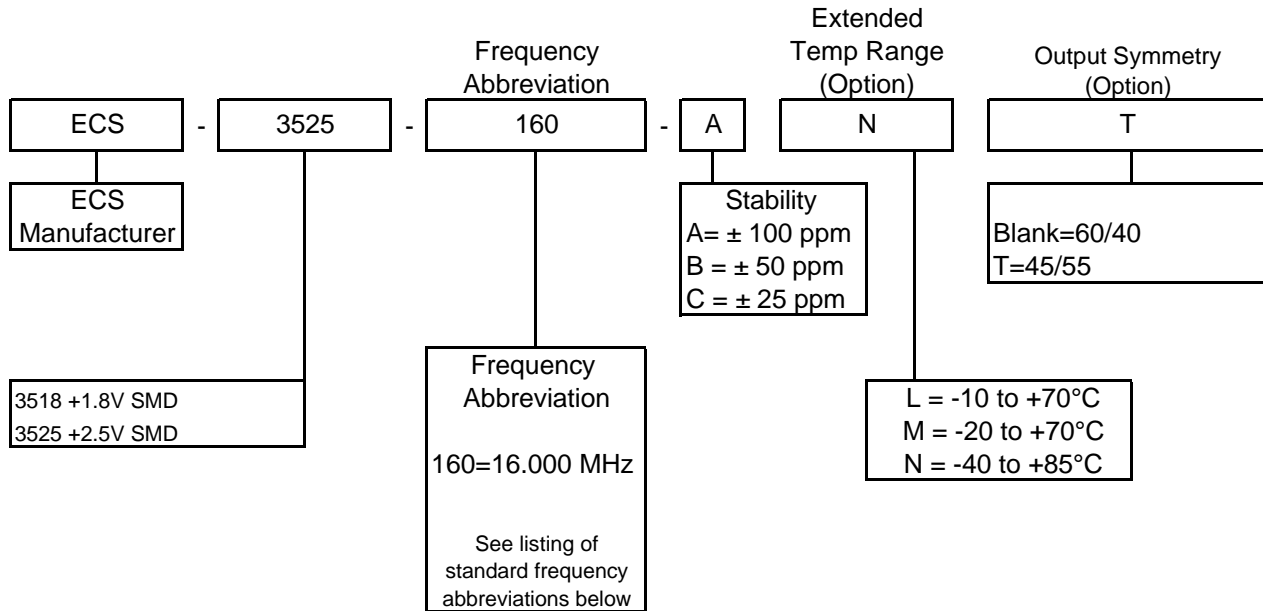 Frequency
Abbreviation
Extended
Temp Range
(Option)
Output Symmetry
(Option)
ECS - 3525 - 160 - A N T
ECS
Manufacturer
Stability
A= ± 100 ppm
B = ± 50 ppm
C = ± 25 ppm
Blank=60/40
T=45/55
3518 +1.8V SMD
3525 +2.5V SMD
Frequency
Abbreviation
160=16.000 MHz
See listing of
standard frequency
abbreviations below
L = -10 to +70°C
M = -20 to +70°C
N = -40 to +85°C